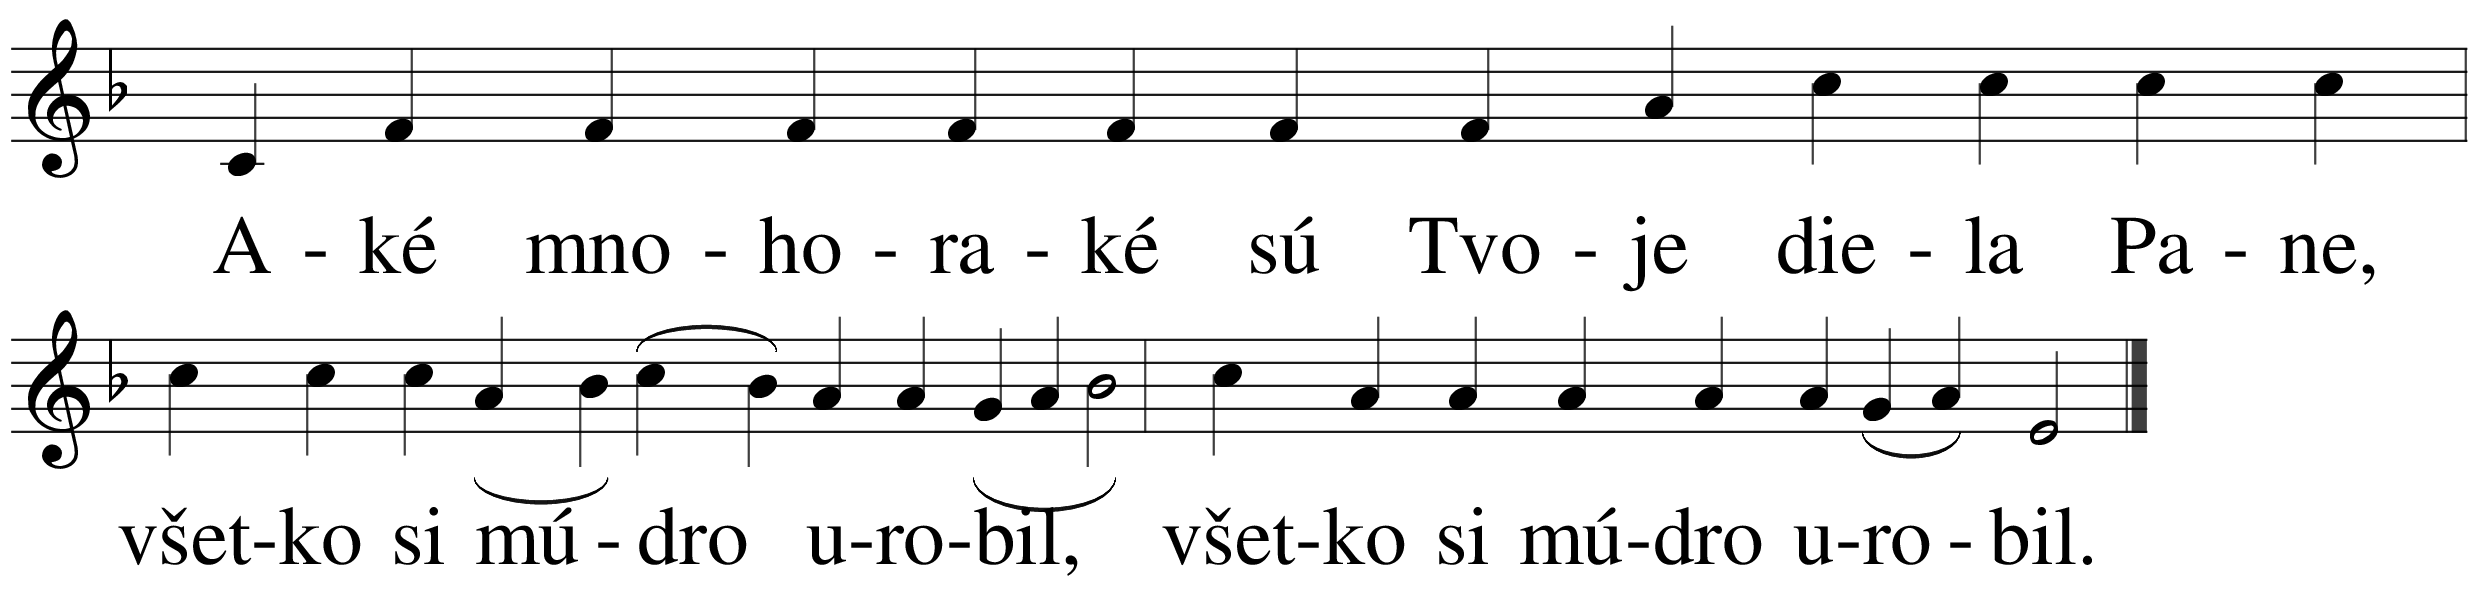 A - ké mno - ho - ra - ké sú Tvo - je die - la Pa - ne,
všet-ko si mú - dro u-ro-bil, všet-ko si mú-dro u-ro - bil.